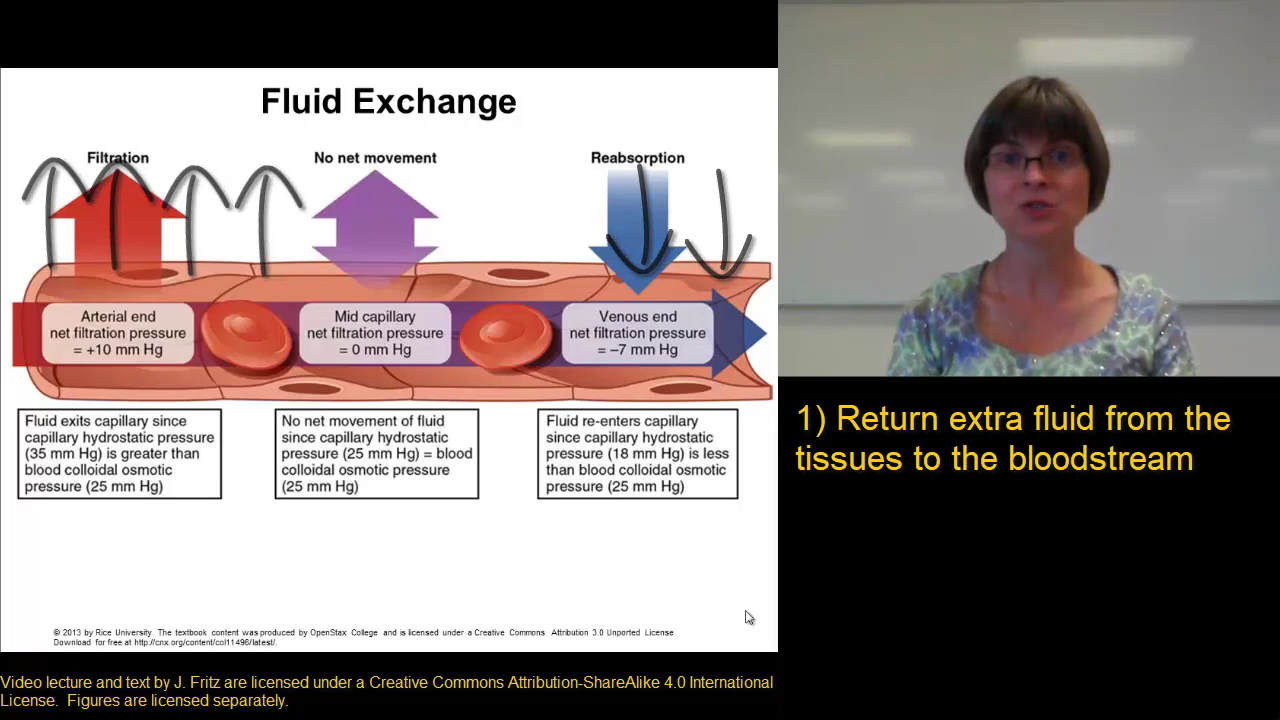 Fluid Exchange
Filtration
No net movement
Reabsorption
Arterial end
net filtration pressure
= +10 mm Hg
Mid capillary
net filtration pressure
= 0 mm Hg
Venous end
net filtration pressure
= –7 mm Hg
Fluid exits capillary since
capillary hydrostatic pressure
(35 mm Hg) is greater than
blood colloidal osmotic
pressure (25 mm Hg)
No net movement of fluid
since capillary hydrostatic
pressure (25 mm Hg) = blood
colloidal osmotic pressure
(25 mm Hg)
Fluid re-enters capillary
since capillary hydrostatic
pressure (18 mm Hg) is less
than blood colloidal osmotic
pressure (25 mm Hg)
© 2013 by Rice University. The textbook content was produced by OpenStax College and is licensed under a Creative Commons Attribution 3.0 Unported License.
Download for free at http://cnx.org/content/col11496/latest/.
1) Return extra fluid from the
tissues to the bloodstream
Video lecture and text by J. Fritz are licensed under a Creative Commons Attribution-ShareAlike 4.0 International
License. Figures are licensed separately.